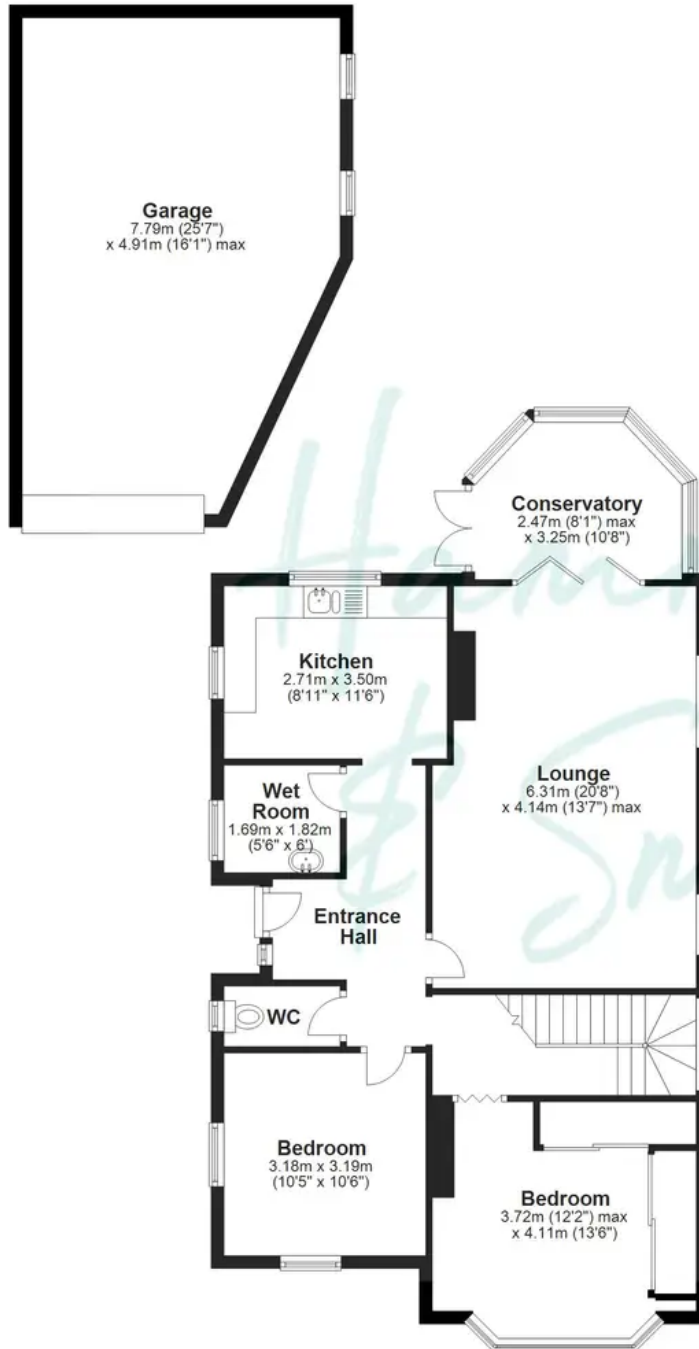 Garage
7.79m (25'7")
x 4.91m (16'1") max
Conservatory
2.47m (8'1") max
x 3.25m (10'8")
Kitchen
2.71m x 3.50m
(8'11" x 11'6")
Lounge
6.31m (20'8")
x 4.14m (13'7") max
Wet
Room
1.69m x 1.82m
(5'6" x 6')
Entrance
Hall
WC
Bedroom
3.18m x 3.19m
(10'5" x 10'6")
Bedroom
3.72m (12'2") max
x 4.11m (13'6")